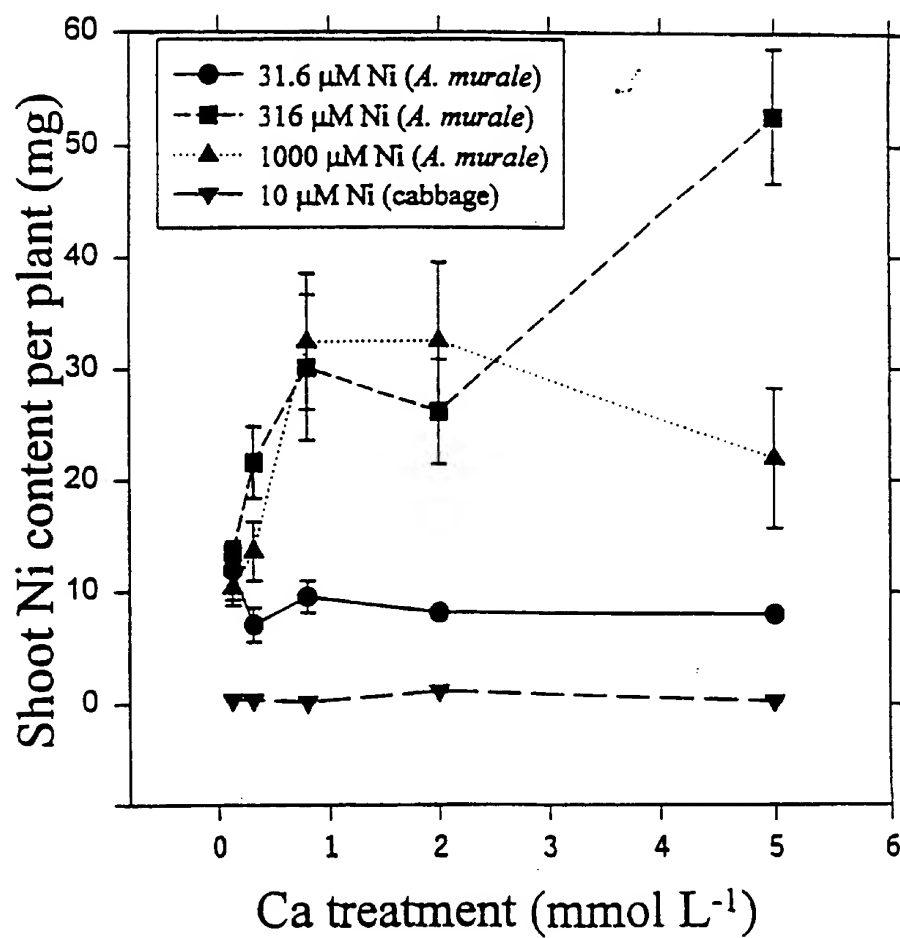 60
50
40
30
20
10
0
Shoot Ni content per plant (mg)
31.6 µM Ni (A. murale)
316 µM Ni (A. murale)
1000 µM Ni (A. murale)
10 µM Ni (cabbage)
0 1 2 3 4 5 6
Ca treatment (mmol L⁻¹)